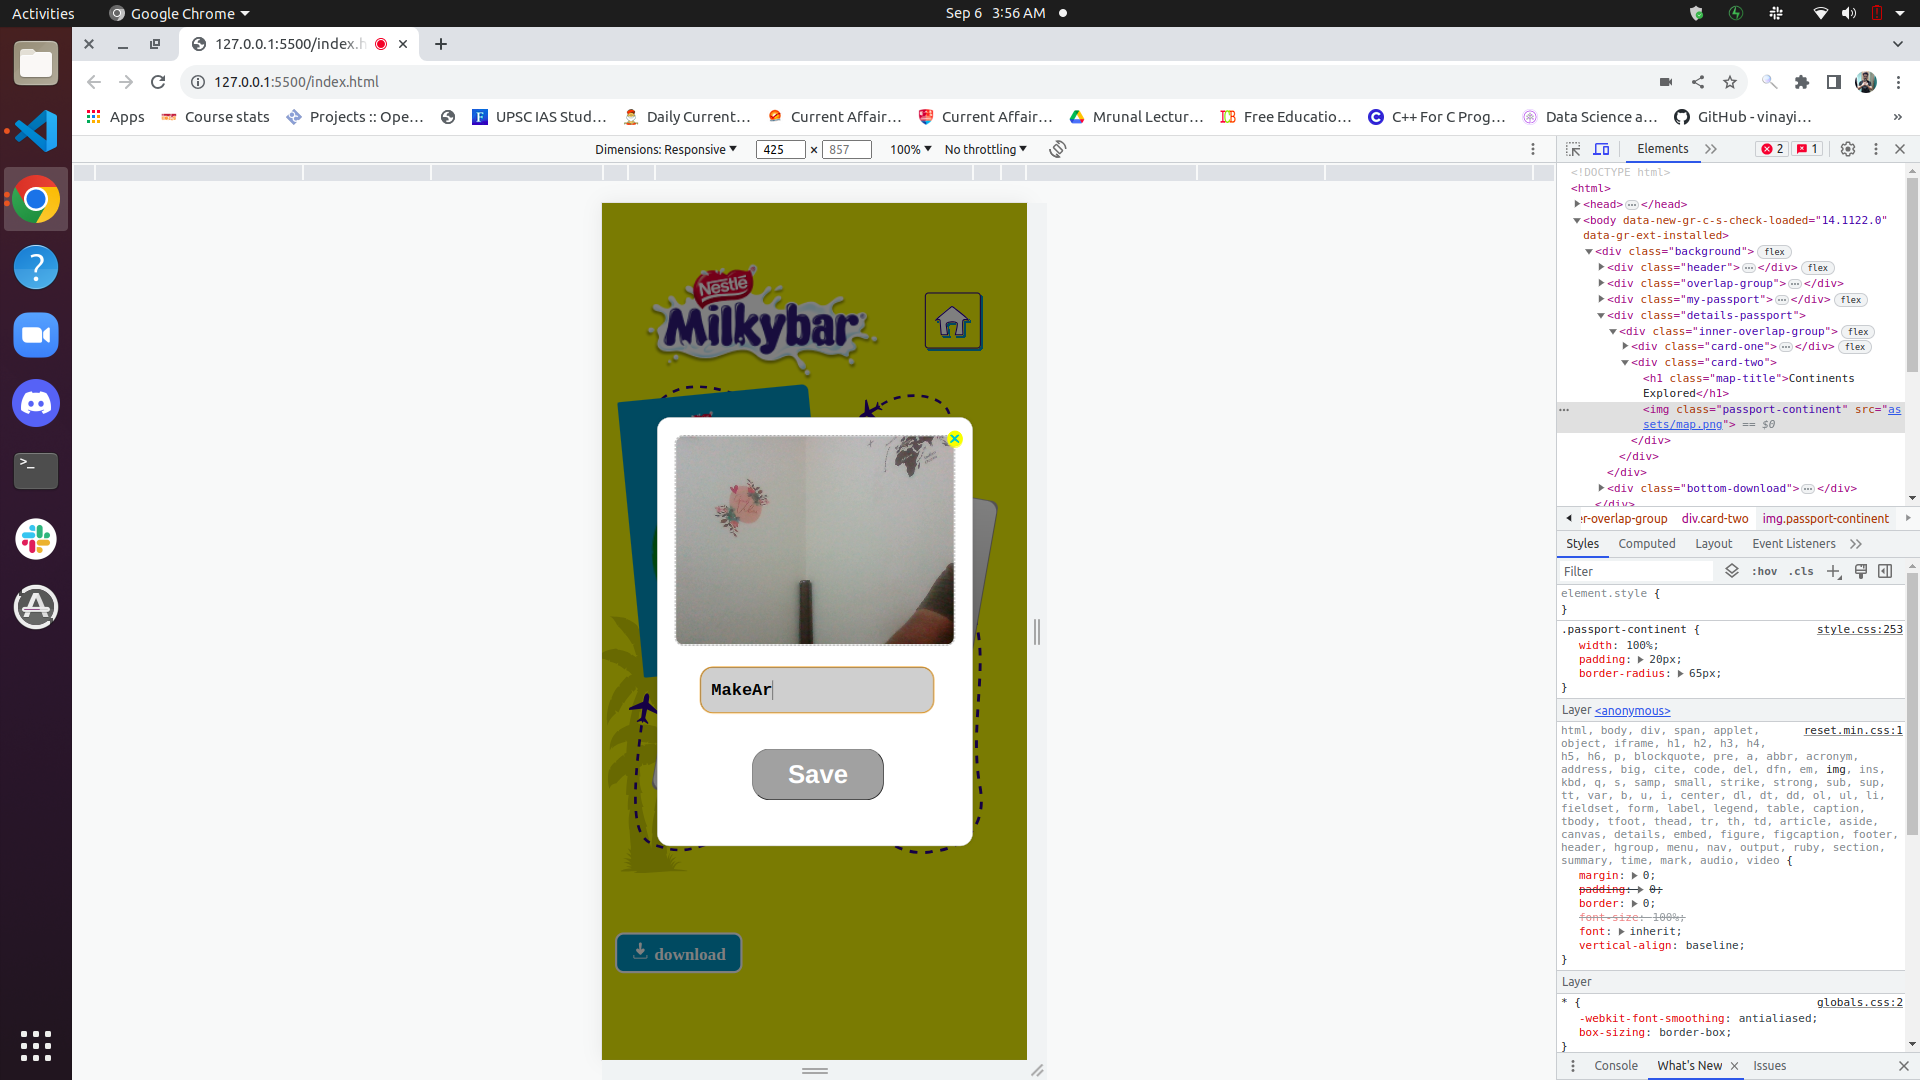 Activities
Google Chrome
Sep 6 3:56 AM
127.0.0.1:5500/index.h
127.0.0.1:5500/index.html
Apps
Course stats
Projects :: Ope...
UPSC IAS Stud...
Daily Current...
Current Affair...
Current Affair...
Mrunal Lectur...
Free Educatio...
C++ For C Prog...
Data Science a...
GitHub - vinayi...
»
Dimensions: Responsive
425 × 857
100%
No throttling
Elements
2
1
<!DOCTYPE html>
<html>
<head> ... </head>
<body data-new-gr-c-s-check-loaded="14.1122.0"
data-gr-ext-installed>
<div class="background"> flex
<div class="header"> ... </div> flex
<div class="overlap-group"> ... </div>
<div class="my-passport"> ... </div> flex
<div class="details-passport">
<div class="inner-overlap-group"> flex
<div class="card-one"> ... </div> flex
<div class="card-two">
<h1 class="map-title">Continents
Explored</h1>
<img class="passport-continent" src="as
sets/map.png"> == $0
</div>
</div>
</div>
<div class="bottom-download"> ... </div>
</div>
er-overlap-group
div.card-two
img.passport-continent
Styles
Computed
Layout
Event Listeners
Filter
:hov
.cls
element.style {
}
.passport-continent {
style.css:253
width: 100%;
padding: 20px;
border-radius: 65px;
}
Layer <anonymous>
html, body, div, span, applet,
reset.min.css:1
object, iframe, h1, h2, h3, h4,
h5, h6, p, blockquote, pre, a, abbr, acronym,
address, big, cite, code, del, dfn, em, img, ins,
kbd, q, s, samp, small, strike, strong, sub, sup,
tt, var, b, u, i, center, dl, dt, dd, ol, ul, li,
fieldset, form, label, legend, table, caption,
tbody, tfoot, thead, tr, th, td, article, aside,
canvas, details, embed, figure, figcaption, footer,
header, hgroup, menu, nav, output, ruby, section,
summary, time, mark, audio, video {
margin: 0;
padding: 0;
border: 0;
font-size: 100%;
font: inherit;
vertical-align: baseline;
}
Layer
* {
globals.css:2
-webkit-font-smoothing: antialiased;
box-sizing: border-box;
}
Console
What's New
Issues
Nestlé
Milkybar
MakeAr
Save
download